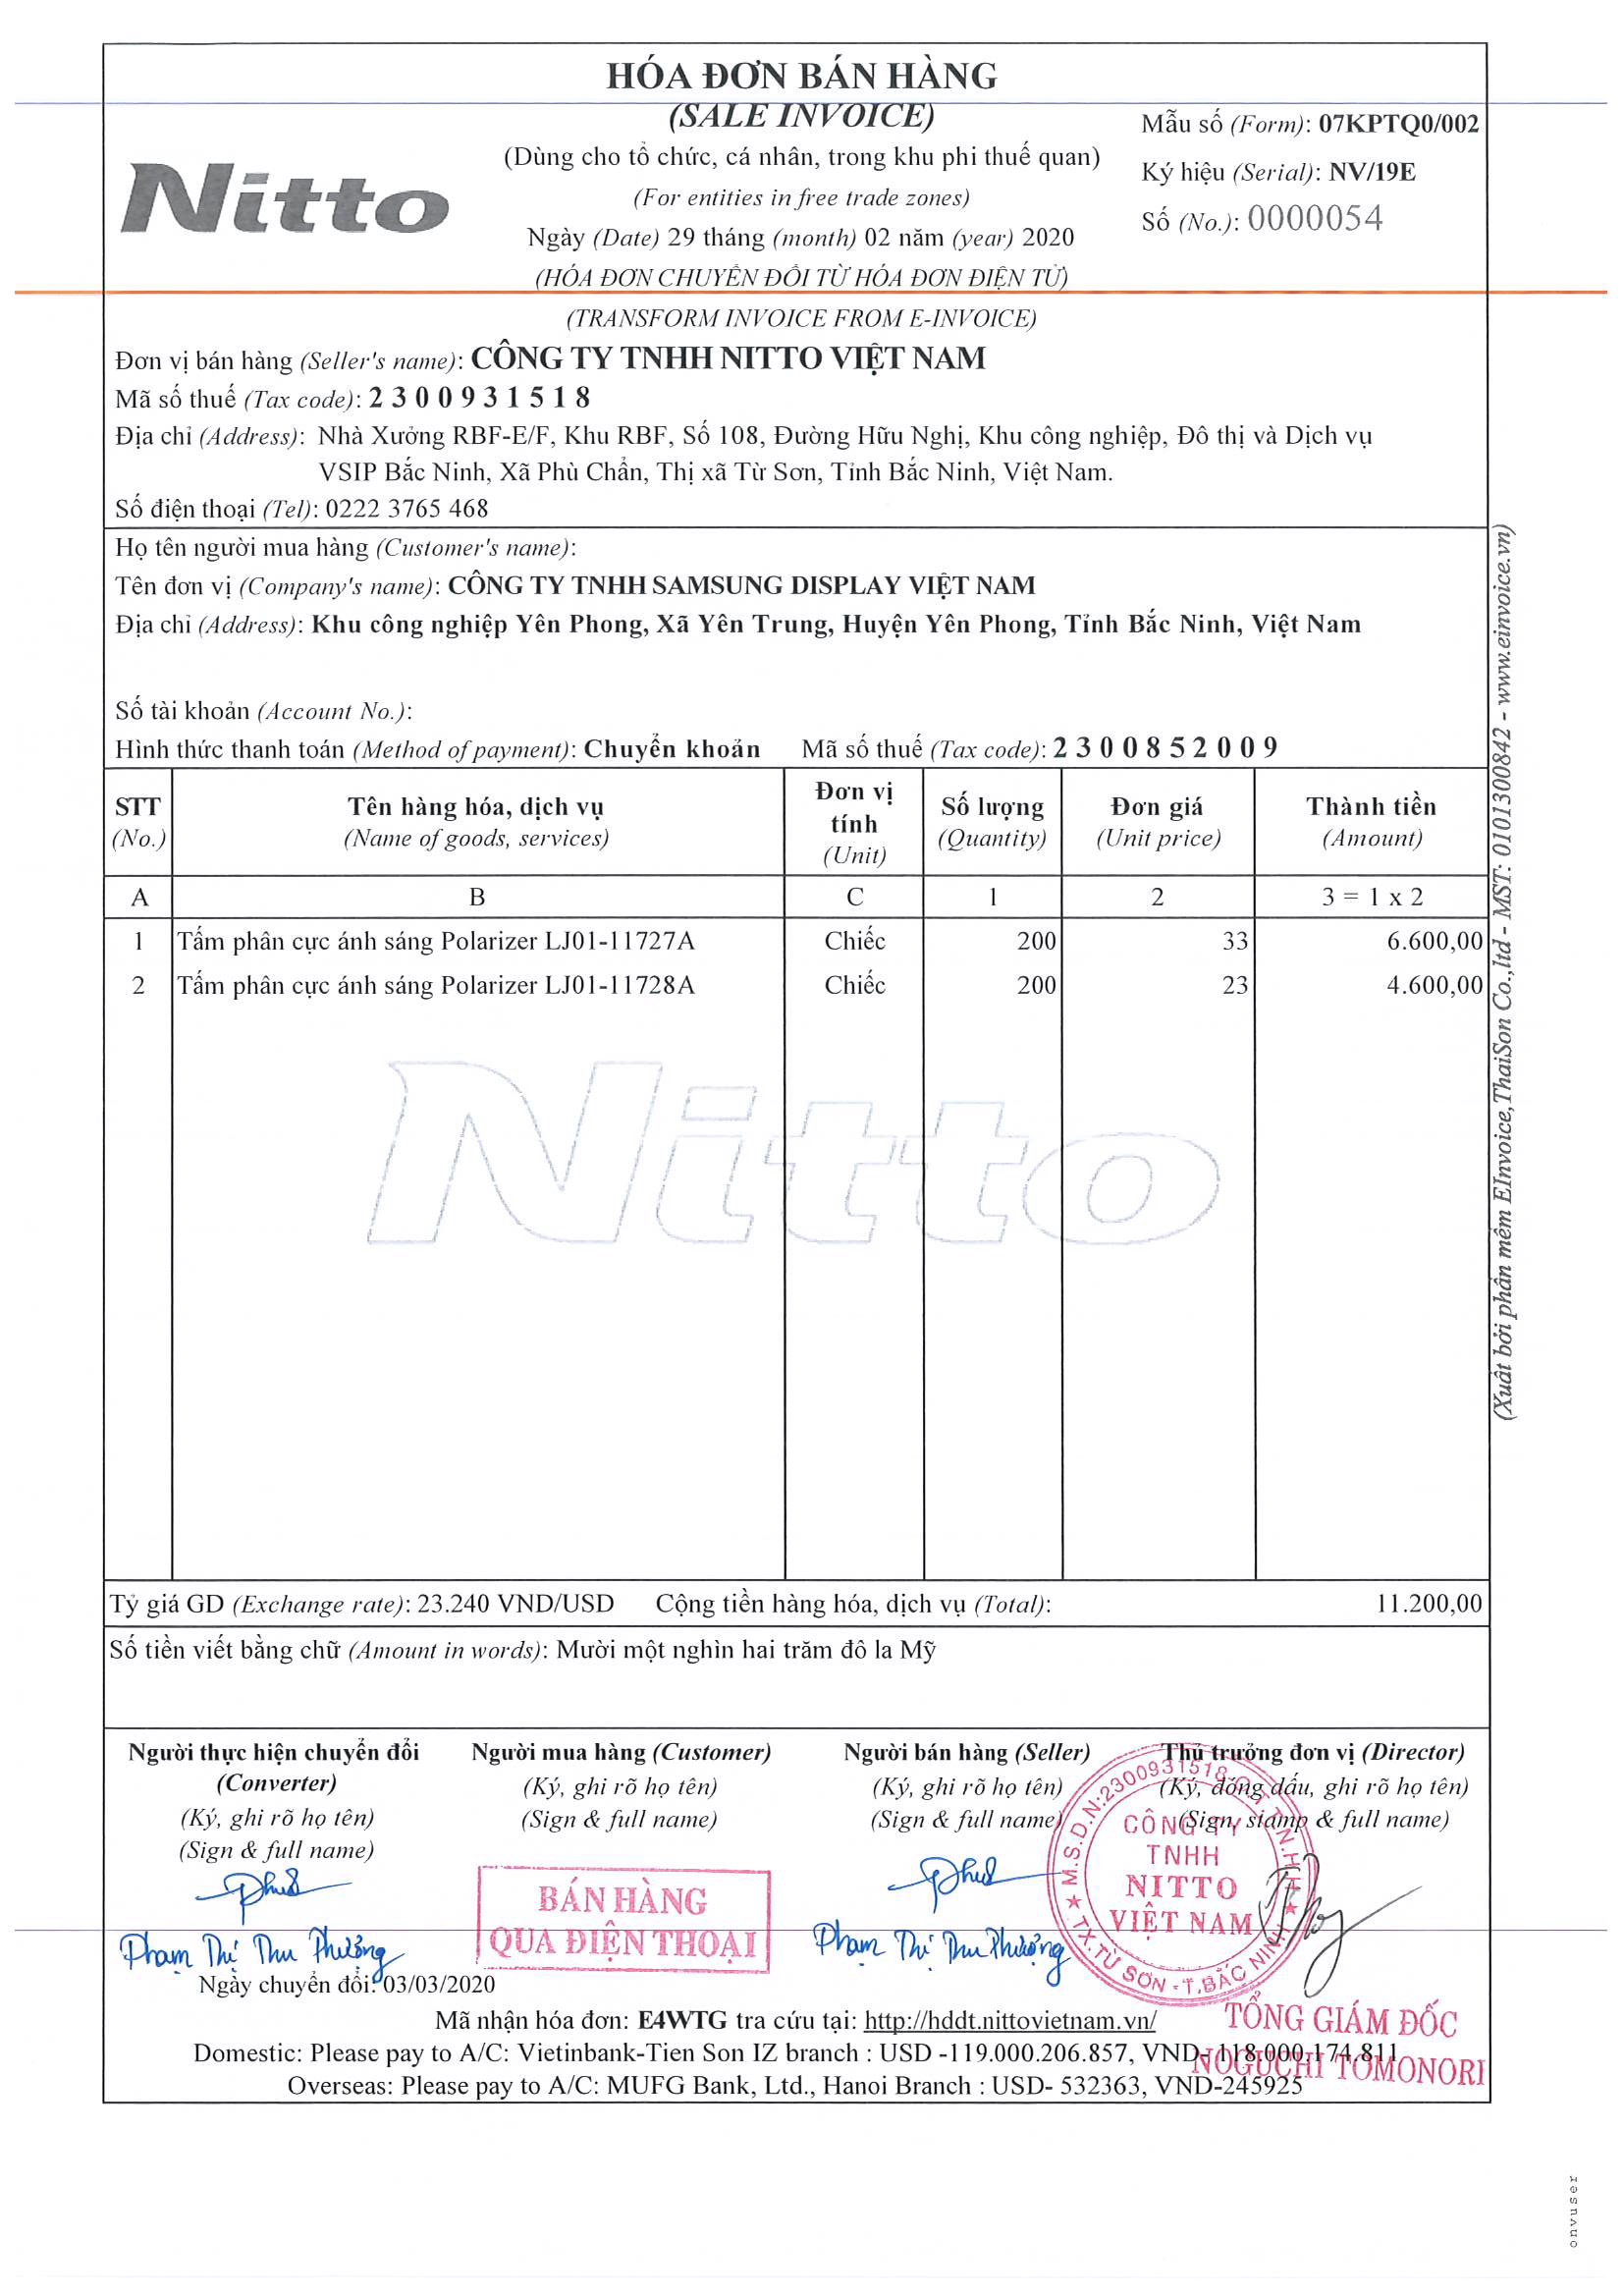 HÓA ĐƠN BÁN HÀNG
(SALE INVOICE)
(Dùng cho tổ chức, cá nhân, trong khu phi thuế quan)
(For entities in free trade zones)
Ngày (Date) 29 tháng (month) 02 năm (year) 2020
(HÓA ĐƠN CHUYỂN ĐỔI TỪ HÓA ĐƠN ĐIỆN TỬ)
(TRANSFORM INVOICE FROM E-INVOICE)
Nitto
Mẫu số (Form): 07KPTQ0/002
Ký hiệu (Serial): NV/19E
Số (No.): 0000054
Đơn vị bán hàng (Seller's name): CÔNG TY TNHH NITTO VIỆT NAM
Mã số thuế (Tax code): 2 3 0 0 9 3 1 5 1 8
Địa chỉ (Address): Nhà Xưởng RBF-E/F, Khu RBF, Số 108, Đường Hữu Nghị, Khu công nghiệp, Đô thị và Dịch vụ
VSIP Bắc Ninh, Xã Phù Chẩn, Thị xã Từ Sơn, Tỉnh Bắc Ninh, Việt Nam.
Số điện thoại (Tel): 0222 3765 468
Họ tên người mua hàng (Customer's name):
Tên đơn vị (Company's name): CÔNG TY TNHH SAMSUNG DISPLAY VIỆT NAM
Địa chỉ (Address): Khu công nghiệp Yên Phong, Xã Yên Trung, Huyện Yên Phong, Tỉnh Bắc Ninh, Việt Nam
Số tài khoản (Account No.):
Hình thức thanh toán (Method of payment): Chuyển khoản Mã số thuế (Tax code): 2 3 0 0 8 5 2 0 0 9
STT (No.) Tên hàng hóa, dịch vụ (Name of goods, services) Đơn vị tính (Unit) Số lượng (Quantity) Đơn giá (Unit price) Thành tiền (Amount)
A B C 1 2 3 = 1 x 2
1 Tấm phân cực ánh sáng Polarizer LJ01-11727A Chiếc 200 33 6.600,00
2 Tấm phân cực ánh sáng Polarizer LJ01-11728A Chiếc 200 23 4.600,00
Nitto
Tỷ giá GD (Exchange rate): 23.240 VND/USD Cộng tiền hàng hóa, dịch vụ (Total): 11.200,00
Số tiền viết bằng chữ (Amount in words): Mười một nghìn hai trăm đô la Mỹ
Người thực hiện chuyển đổi
(Converter)
(Ký, ghi rõ họ tên)
(Sign & full name)
Phạm Thị Thu Phượng
Ngày chuyển đổi: 03/03/2020
Người mua hàng (Customer)
(Ký, ghi rõ họ tên)
(Sign & full name)
BÁN HÀNG
QUA ĐIỆN THOẠI
Người bán hàng (Seller)
(Ký, ghi rõ họ tên)
(Sign & full name)
Phạm Thị Thu Phượng
Thủ trưởng đơn vị (Director)
(Ký, đóng dấu, ghi rõ họ tên)
(Sign, stamp & full name)
M.S.D.N:2300931518-C.T.T.N.H.H
CÔNG TY
TNHH
NITTO
VIỆT NAM
TX.TỪ SƠN - T.BẮC NINH
TỔNG GIÁM ĐỐC
NOGUCHI TOMONORI
Mã nhận hóa đơn: E4WTG tra cứu tại: http://hddt.nittovietnam.vn/
Domestic: Please pay to A/C: Vietinbank-Tien Son IZ branch : USD -119.000.206.857, VND- 118.000.174.811
Overseas: Please pay to A/C: MUFG Bank, Ltd., Hanoi Branch : USD- 532363, VND-245925
(Xuất bởi phần mềm EInvoice,ThaiSon Co.,ltd - MST: 0101300842 - www.einvoice.vn)
onvuser